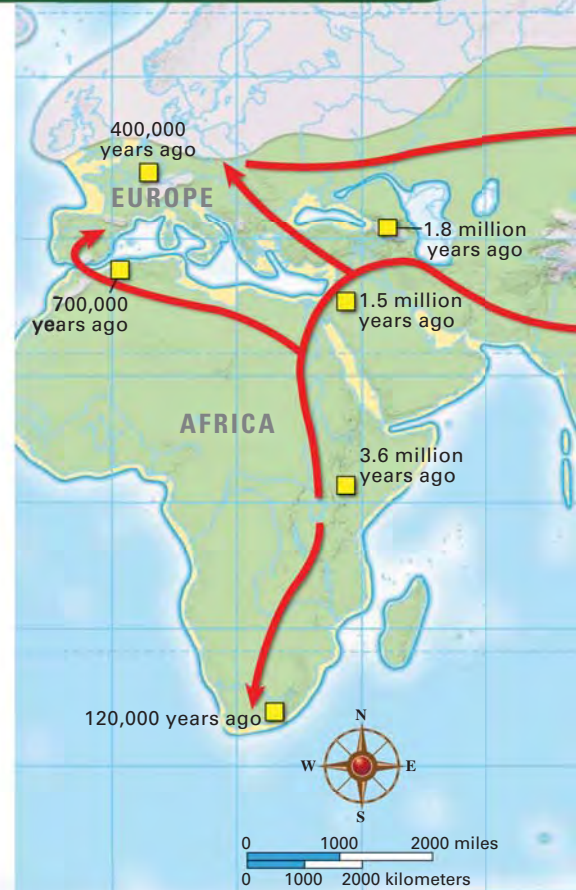 400,000
years ago
EUROPE
1.8 million
years ago
700,000
years ago
1.5 million
years ago
AFRICA
3.6 million
years ago
120,000 years ago
N
W E
S
0 1000 2000 miles
0 1000 2000 kilometers